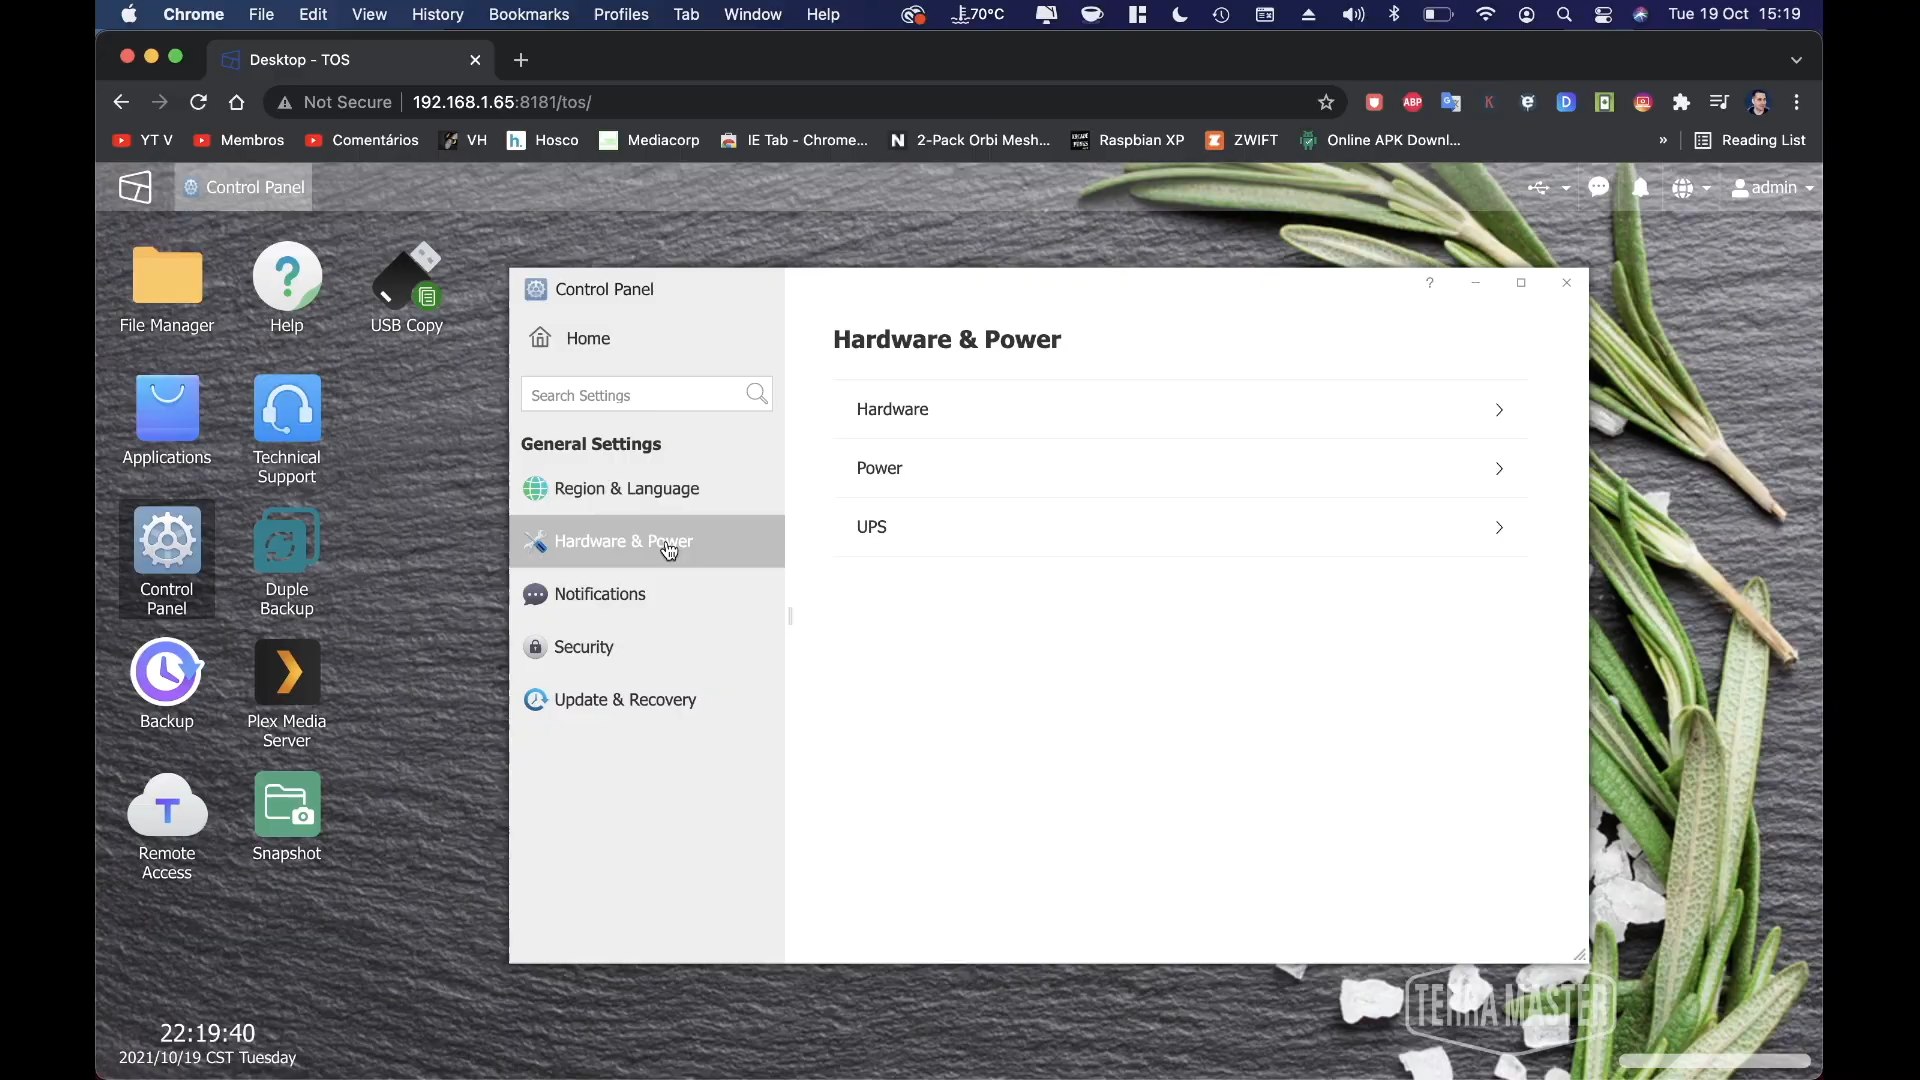 Chrome File Edit View History Bookmarks Profiles Tab Window Help 70°C Tue 19 Oct 15:19
Desktop - TOS
Not Secure 192.168.1.65:8181/tos/ ABP K D
YT V Membros Comentários VH h. Hosco Mediacorp IE Tab - Chrome... N 2-Pack Orbi Mesh... Raspbian XP ZWIFT Online APK Downl... » Reading List
Control Panel admin
File Manager Help USB Copy
Applications Technical Support
Control Panel Duple Backup
Backup Plex Media Server
T
Remote Access Snapshot
22:19:40
2021/10/19 CST Tuesday
Control Panel
Home
Search Settings
General Settings
Region & Language
Hardware & Power
Notifications
Security
Update & Recovery
?
Hardware & Power
Hardware
Power
UPS
TERRA MASTER